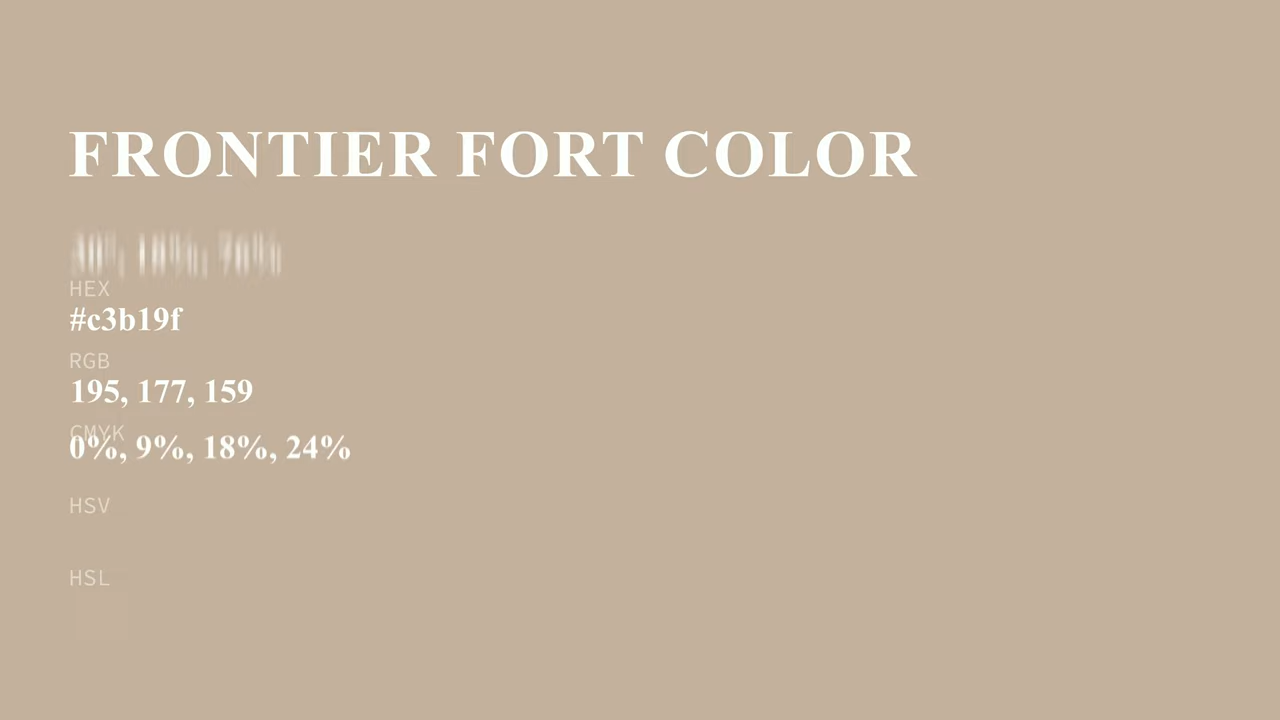 FRONTIER FORT COLOR
HEX
#c3b19f
RGB
195, 177, 159
CMYK
0%, 9%, 18%, 24%
HSV
HSL